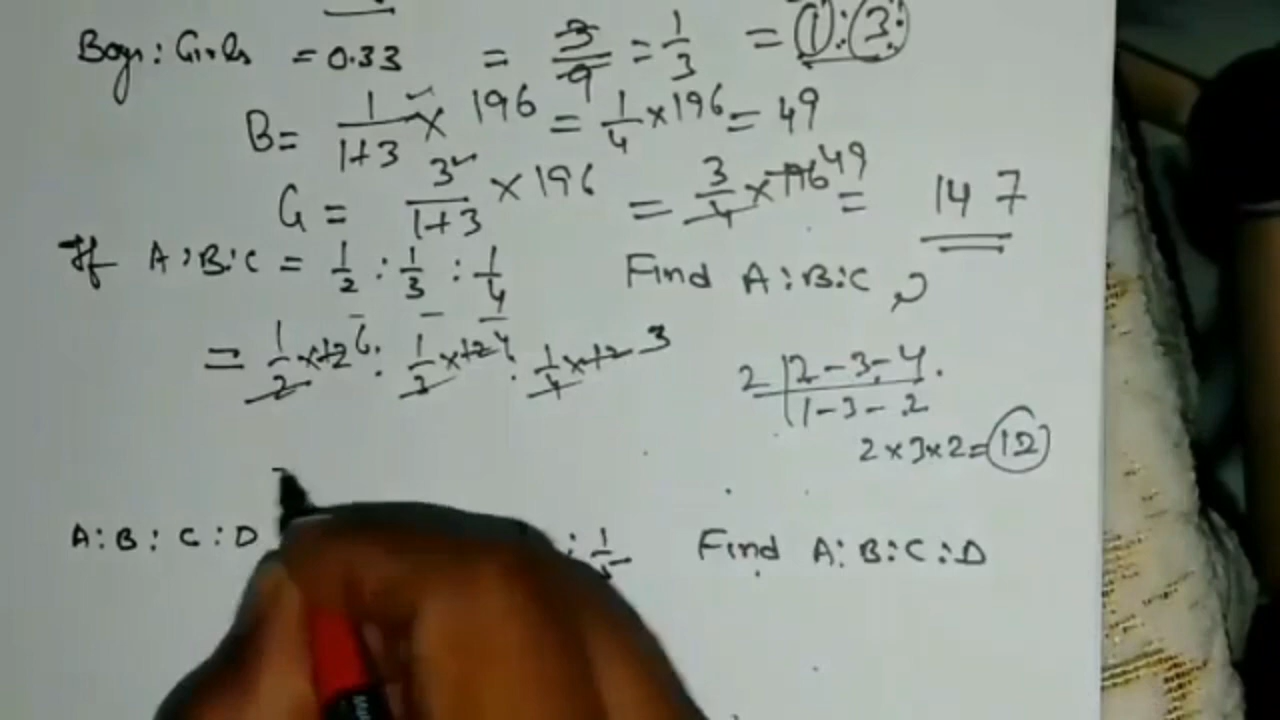 Boys : Girls = 0.33 = 3/9 = 1/3 = 1 : 3
B = 1/1+3 × 196 = 1/4 × 196 = 49
G = 3/1+3 × 196 = 3/4 × 196 49 = 147
If A : B : C = 1/2 : 1/3 : 1/4 Find A : B : C
= 1/2 × 12 6 : 1/3 × 12 4 : 1/4 × 12 3
2 | 2 - 3 - 4
1 - 3 - 2
2 × 3 × 2 = 12
A : B : C : D : Find A : B : C : D